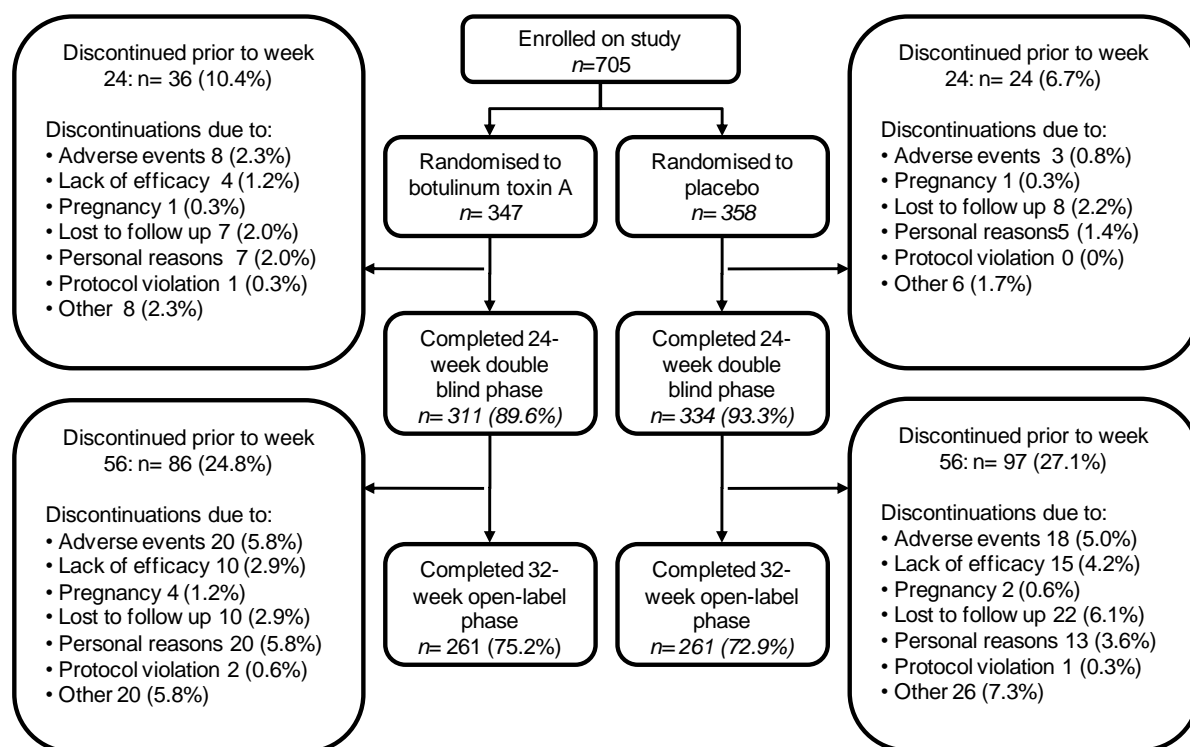 Enrolled on study
n=705
Discontinued prior to week
24: n= 36 (10.4%)
Discontinuations due to:
• Adverse events 8 (2.3%)
• Lack of efficacy 4 (1.2%)
• Pregnancy 1 (0.3%)
• Lost to follow up 7 (2.0%)
• Personal reasons 7 (2.0%)
• Protocol violation 1 (0.3%)
• Other 8 (2.3%)
Randomised to
botulinum toxin A
n= 347
Randomised to
placebo
n= 358
Discontinued prior to week
24: n= 24 (6.7%)
Discontinuations due to:
• Adverse events 3 (0.8%)
• Pregnancy 1 (0.3%)
• Lost to follow up 8 (2.2%)
• Personal reasons5 (1.4%)
• Protocol violation 0 (0%)
• Other 6 (1.7%)
Completed 24-
week double
blind phase
n= 311 (89.6%)
Completed 24-
week double
blind phase
n= 334 (93.3%)
Discontinued prior to week
56: n= 86 (24.8%)
Discontinuations due to:
• Adverse events 20 (5.8%)
• Lack of efficacy 10 (2.9%)
• Pregnancy 4 (1.2%)
• Lost to follow up 10 (2.9%)
• Personal reasons 20 (5.8%)
• Protocol violation 2 (0.6%)
• Other 20 (5.8%)
Completed 32-
week open-label
phase
n= 261 (75.2%)
Completed 32-
week open-label
phase
n= 261 (72.9%)
Discontinued prior to week
56: n= 97 (27.1%)
Discontinuations due to:
• Adverse events 18 (5.0%)
• Lack of efficacy 15 (4.2%)
• Pregnancy 2 (0.6%)
• Lost to follow up 22 (6.1%)
• Personal reasons 13 (3.6%)
• Protocol violation 1 (0.3%)
• Other 26 (7.3%)